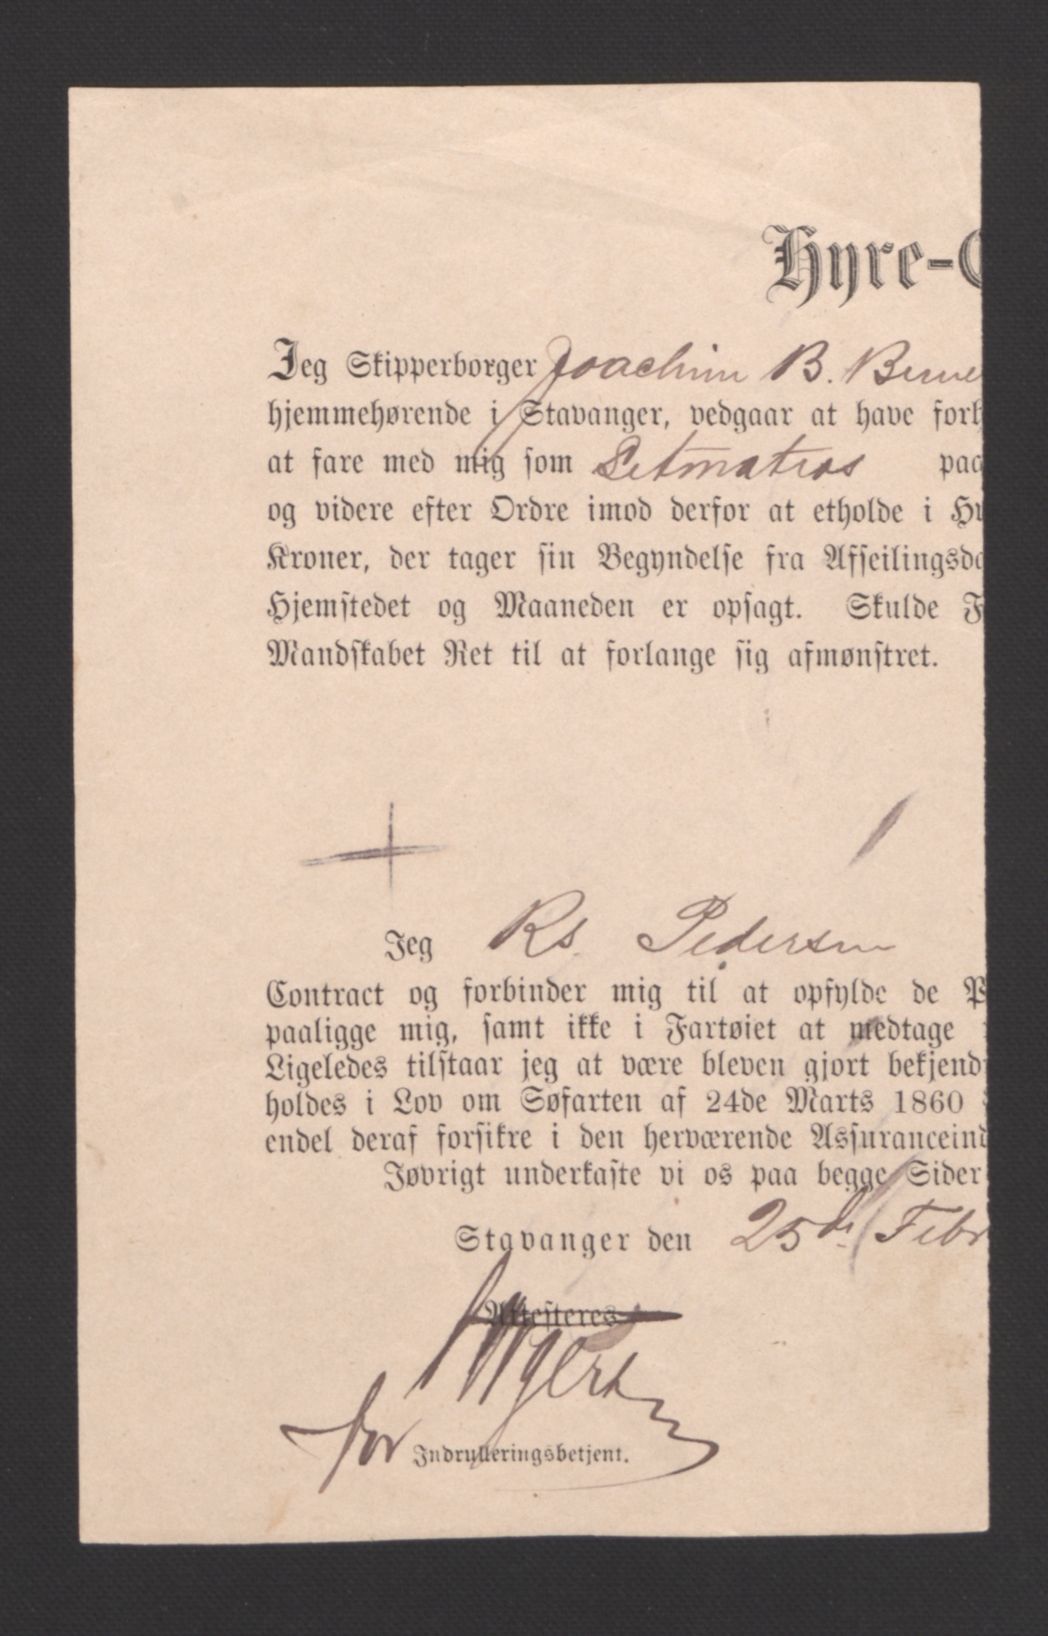 Hyre-C
Jeg Skipperborger Joachim B. B
hjemmehørende i Stavanger, vedgaar at have forh
at fare med mig som Letmatros paa
og videre efter Ordre imod derfor at etholde i Hy
Kroner, der tager sin Begyndelse fra Afseilingsda
Hjemstedet og Maaneden er opsagt. Skulde F
Mandskabet Ret til at forlange sig afmønstret.
Jeg Rs. Pedersen
Contract og forbinder mig til at opfylde de P
paaligge mig, samt ikke i Fartøiet at medtage
Ligeledes tilstaar jeg at være bleven gjort bekjend
holdes i Lov om Søfarten af 24de Marts 1860
endel deraf forsikre i den herværende Assuranceind
Jøvrigt underkaste vi os paa begge Sider
Stavanger den 25de Febr
Attesteres
for Indrulleringsbetjent.